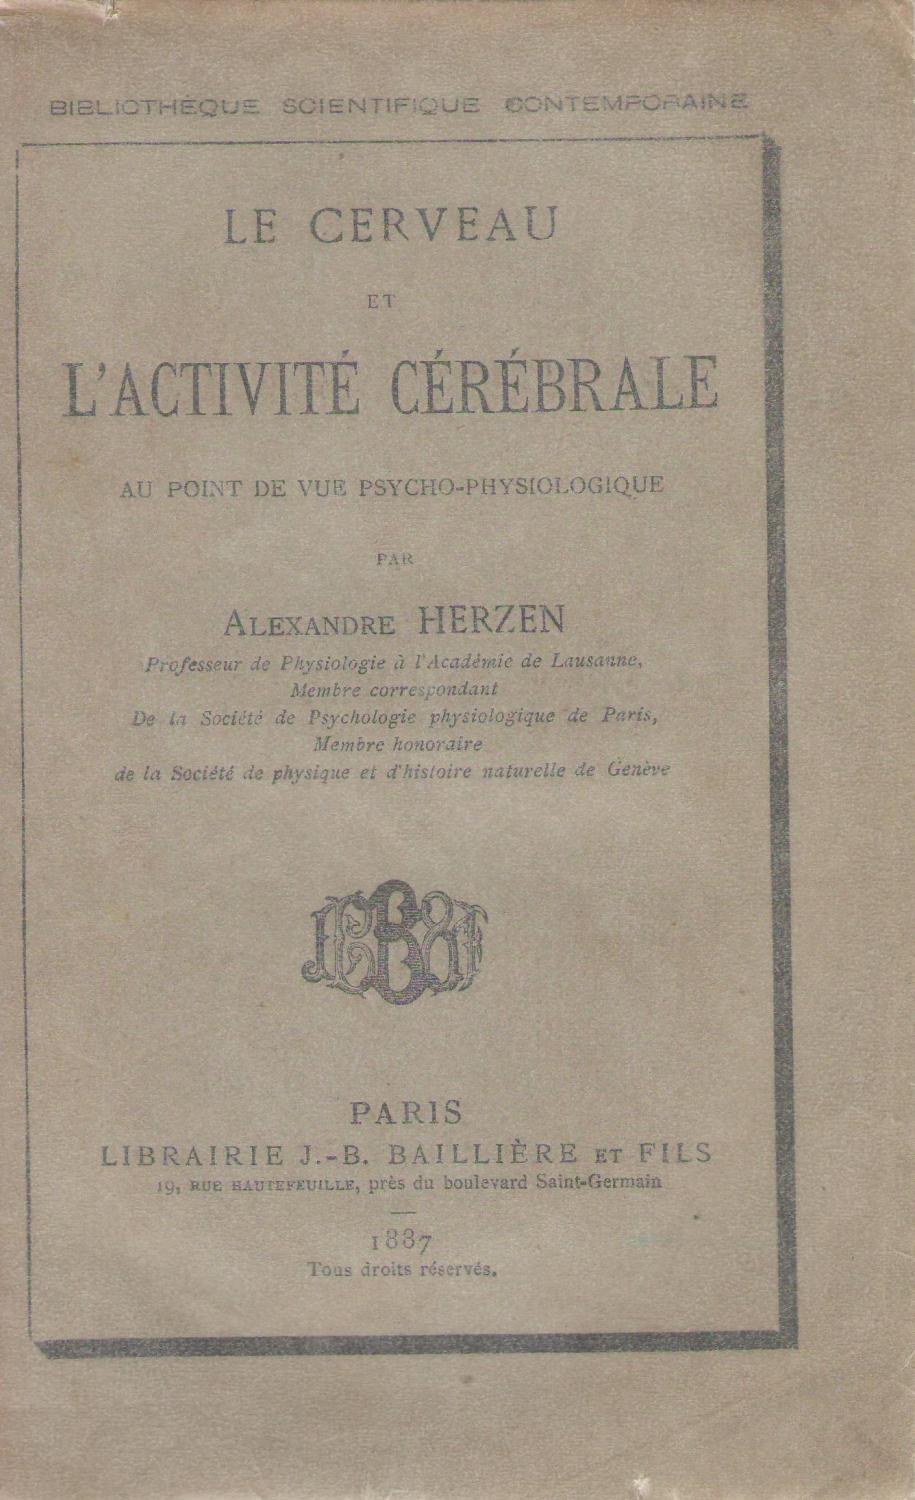 BIBLIOTHÈQUE SCIENTIFIQUE CONTEMPORAINE
LE CERVEAU
ET
L'ACTIVITÉ CÉRÉBRALE
AU POINT DE VUE PSYCHO-PHYSIOLOGIQUE
PAR
ALEXANDRE HERZEN
Professeur de Physiologie à l'Académie de Lausanne,
Membre correspondant
De la Société de Psychologie physiologique de Paris,
Membre honoraire
de la Société de physique et d'histoire naturelle de Genève
PARIS
LIBRAIRIE J.-B. BAILLIÈRE ET FILS
19, RUE HAUTEFEUILLE, près du boulevard Saint-Germain
1887
Tous droits réservés.